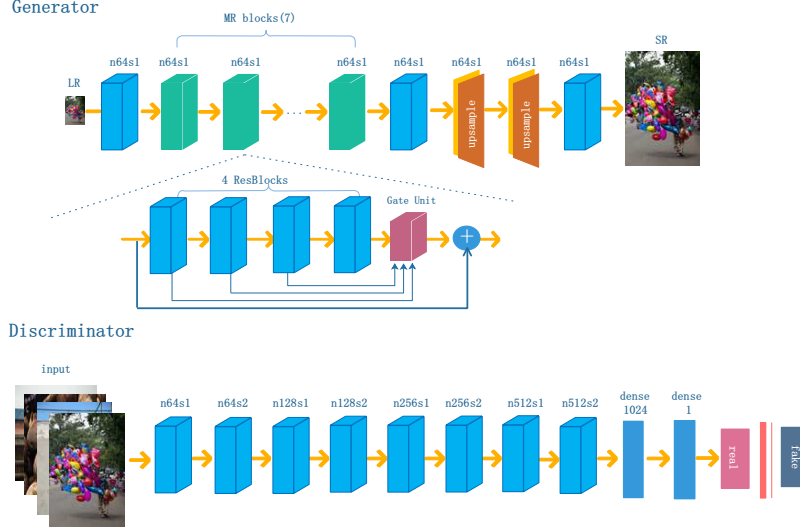 Generator
MR blocks(7)
LR
n64s1
n64s1
n64s1
n64s1
n64s1
n64s1
n64s1
n64s1
SR
upsample
upsample
...
4 ResBlocks
Gate Unit
+
Discriminator
input
n64s1
n64s2
n128s1
n128s2
n256s1
n256s2
n512s1
n512s2
dense
1024
dense
1
real
fake